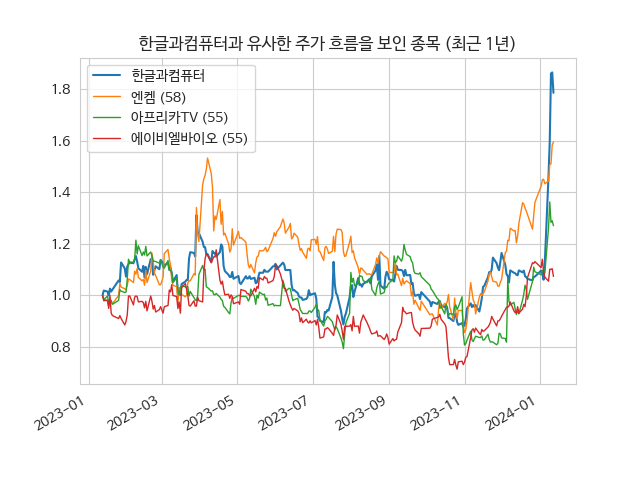 한글과컴퓨터과 유사한 주가 흐름을 보인 종목 (최근 1년)
한글과컴퓨터
엔켐 (58)
아프리카TV (55)
에이비엘바이오 (55)
1.8
1.6
1.4
1.2
1.0
0.8
2023-01
2023-03
2023-05
2023-07
2023-09
2023-11
2024-01